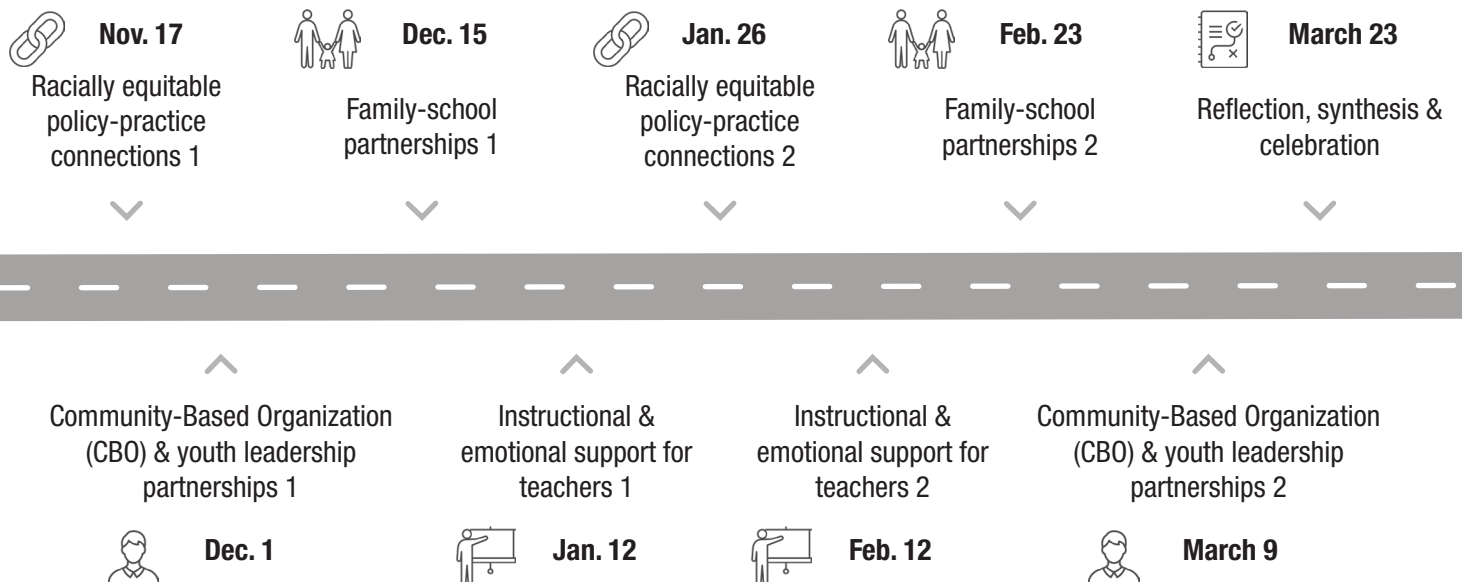 Nov. 17
Racially equitable
policy-practice
connections 1
Dec. 15
Family-school
partnerships 1
Jan. 26
Racially equitable
policy-practice
connections 2
Feb. 23
Family-school
partnerships 2
March 23
Reflection, synthesis &
celebration
Community-Based Organization
(CBO) & youth leadership
partnerships 1
Dec. 1
Instructional &
emotional support for
teachers 1
Jan. 12
Instructional &
emotional support for
teachers 2
Feb. 12
Community-Based Organization
(CBO) & youth leadership
partnerships 2
March 9